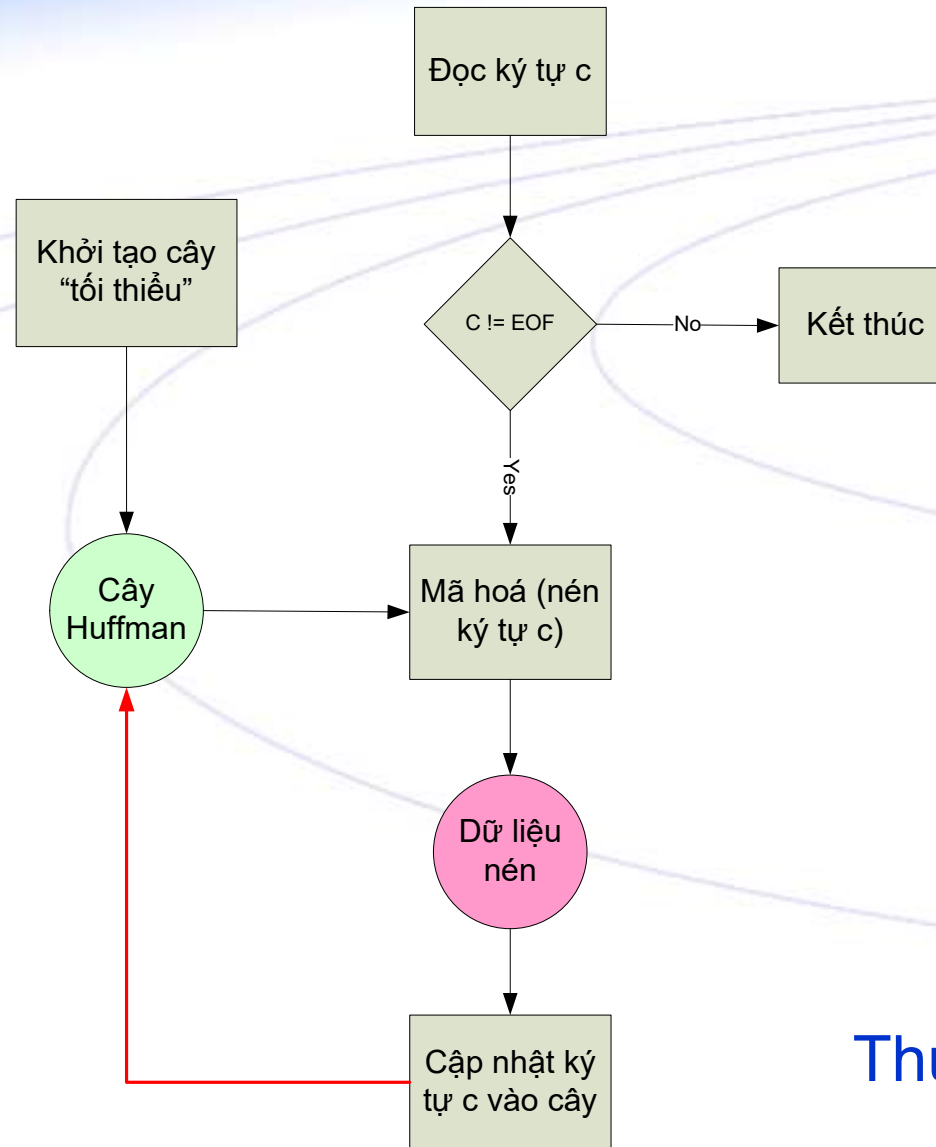 Đọc ký tự c
Khởi tạo cây
“tối thiểu”
C != EOF
No
Kết thúc
Yes
Cây
Huffman
Mã hoá (nén
ký tự c)
Dữ liệu
nén
Cập nhật ký
tự c vào cây